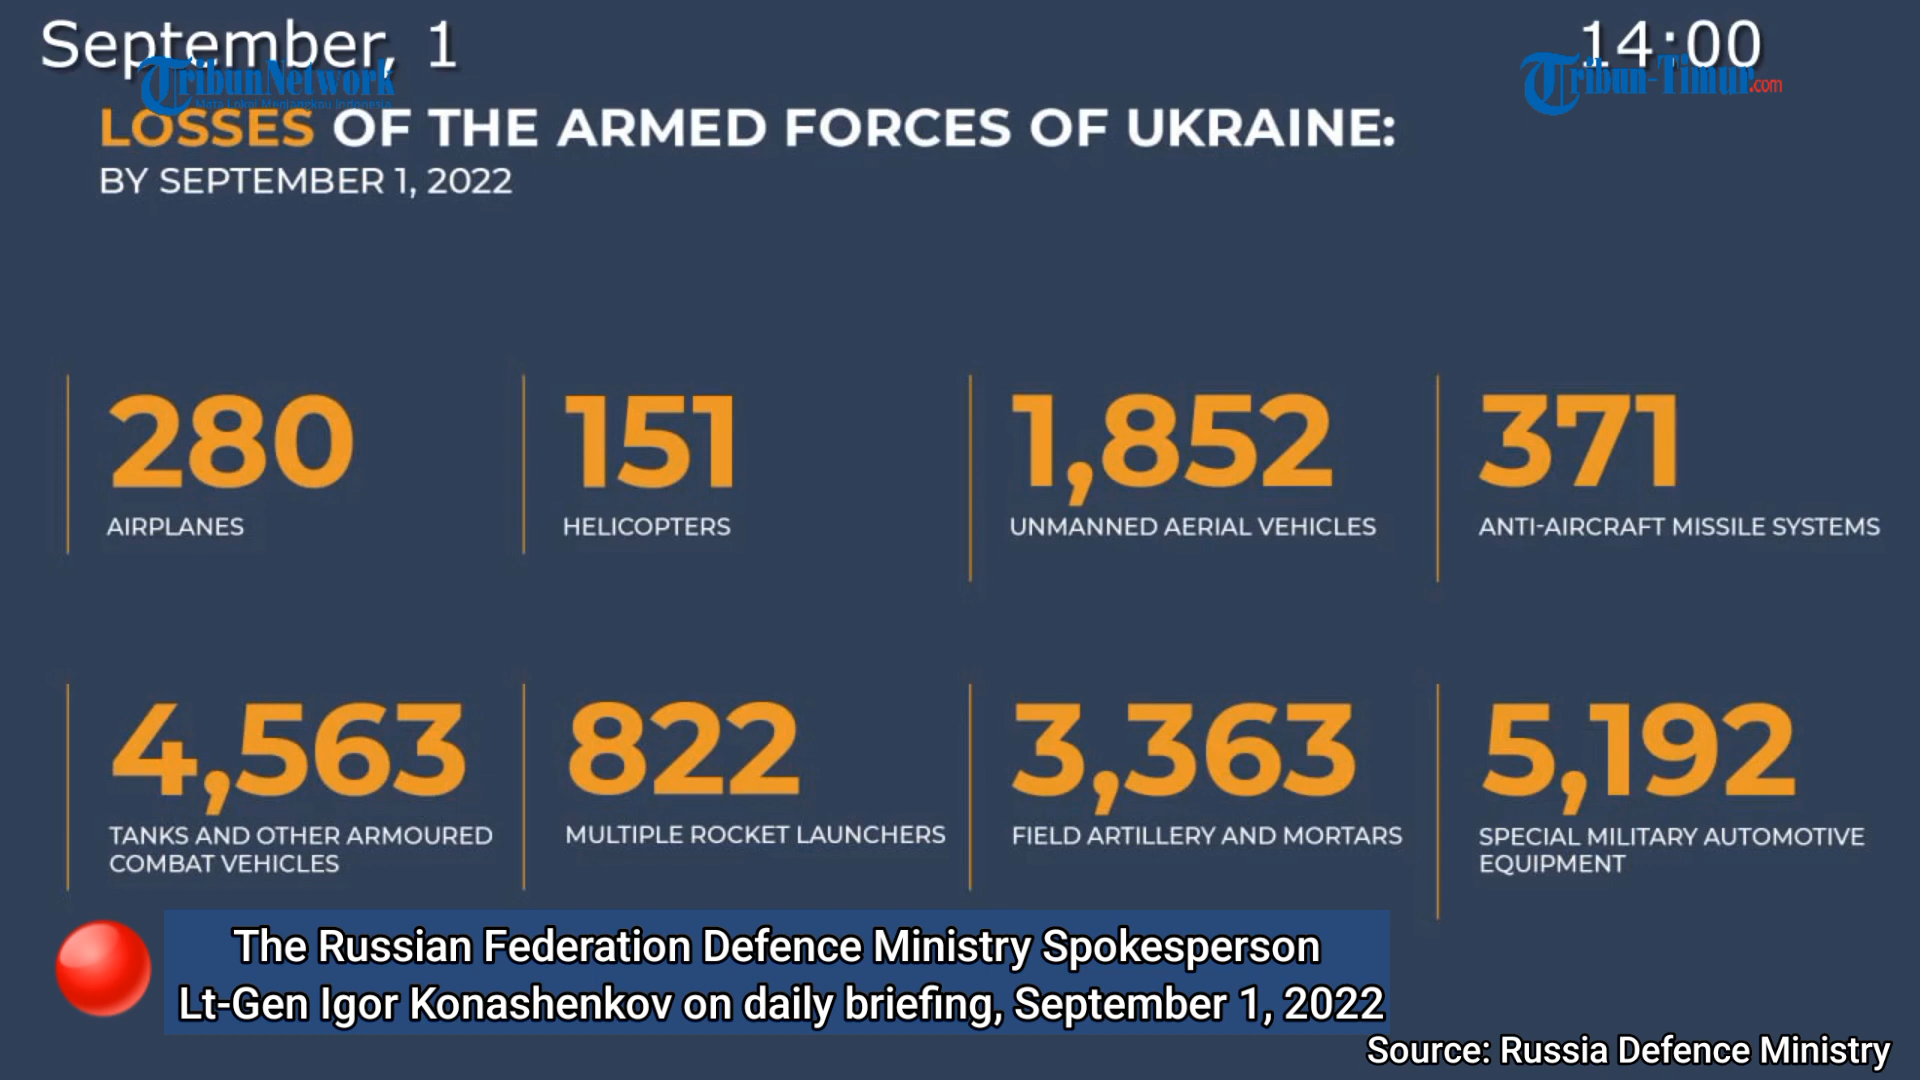 September, 1
14:00
TribunNetwork
Mata Lokal Menjangkau Indonesia
Tribun-Timur.com
LOSSES OF THE ARMED FORCES OF UKRAINE:
BY SEPTEMBER 1, 2022
280
AIRPLANES
151
HELICOPTERS
1,852
UNMANNED AERIAL VEHICLES
371
ANTI-AIRCRAFT MISSILE SYSTEMS
4,563
TANKS AND OTHER ARMOURED
COMBAT VEHICLES
822
MULTIPLE ROCKET LAUNCHERS
3,363
FIELD ARTILLERY AND MORTARS
5,192
SPECIAL MILITARY AUTOMOTIVE
EQUIPMENT
The Russian Federation Defence Ministry Spokesperson
Lt-Gen Igor Konashenkov on daily briefing, September 1, 2022
Source: Russia Defence Ministry